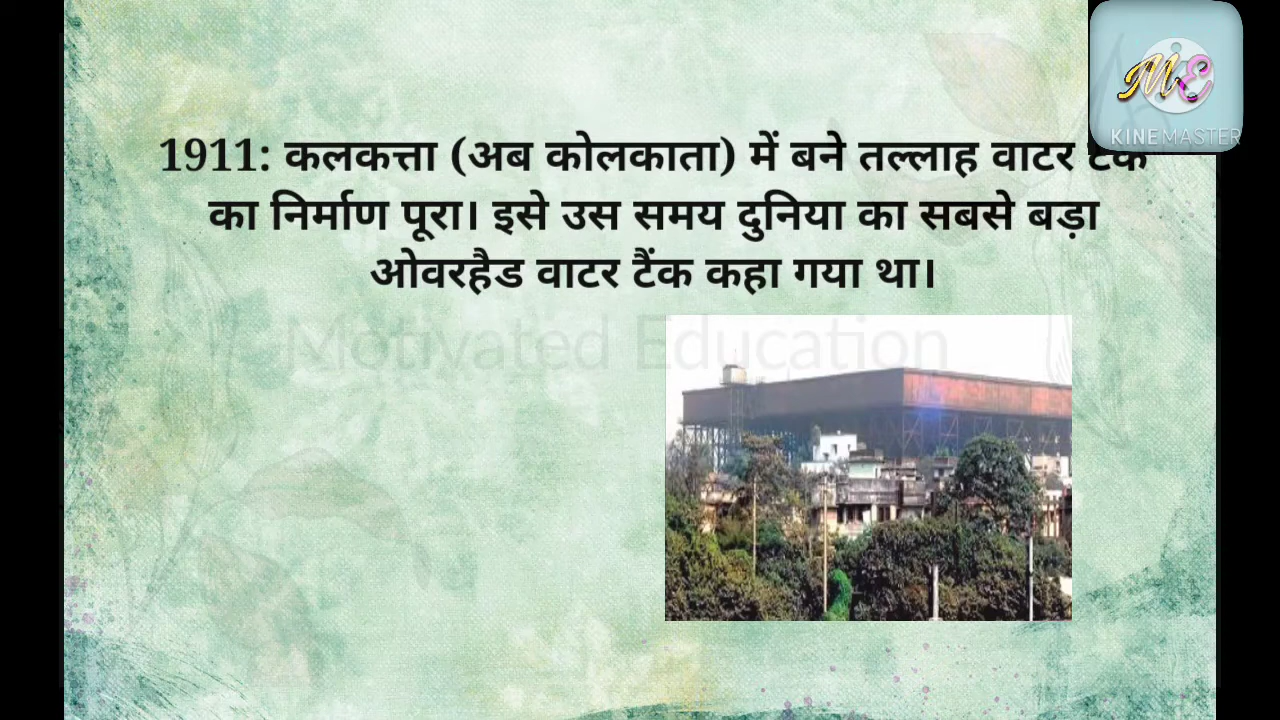 1911: कलकत्ता (अब कोलकाता) में बने तल्लाह वाटर टैंक
का निर्माण पूरा। इसे उस समय दुनिया का सबसे बड़ा
ओवरहैड वाटर टैंक कहा गया था।
Motivated Education
ME
KINEMASTER